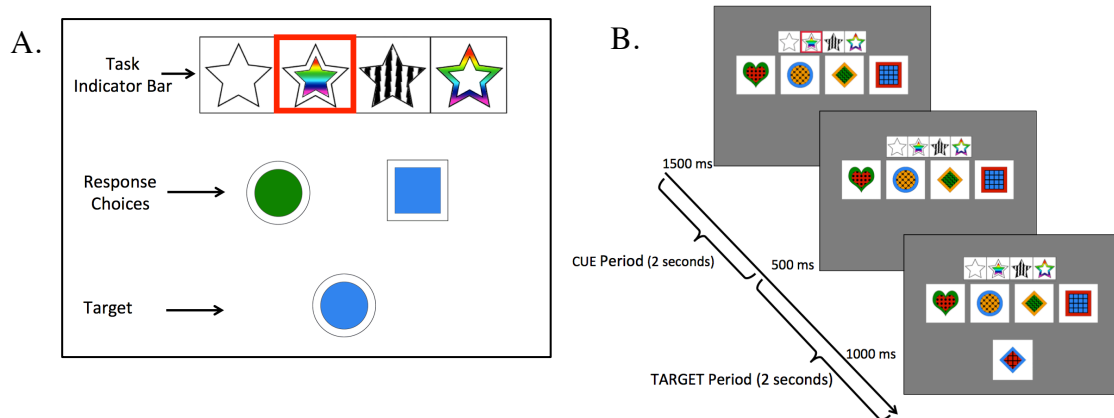 A.
Task
Indicator Bar
Response
Choices
Target
B.
1500 ms
CUE Period (2 seconds)
500 ms
1000 ms
TARGET Period (2 seconds)